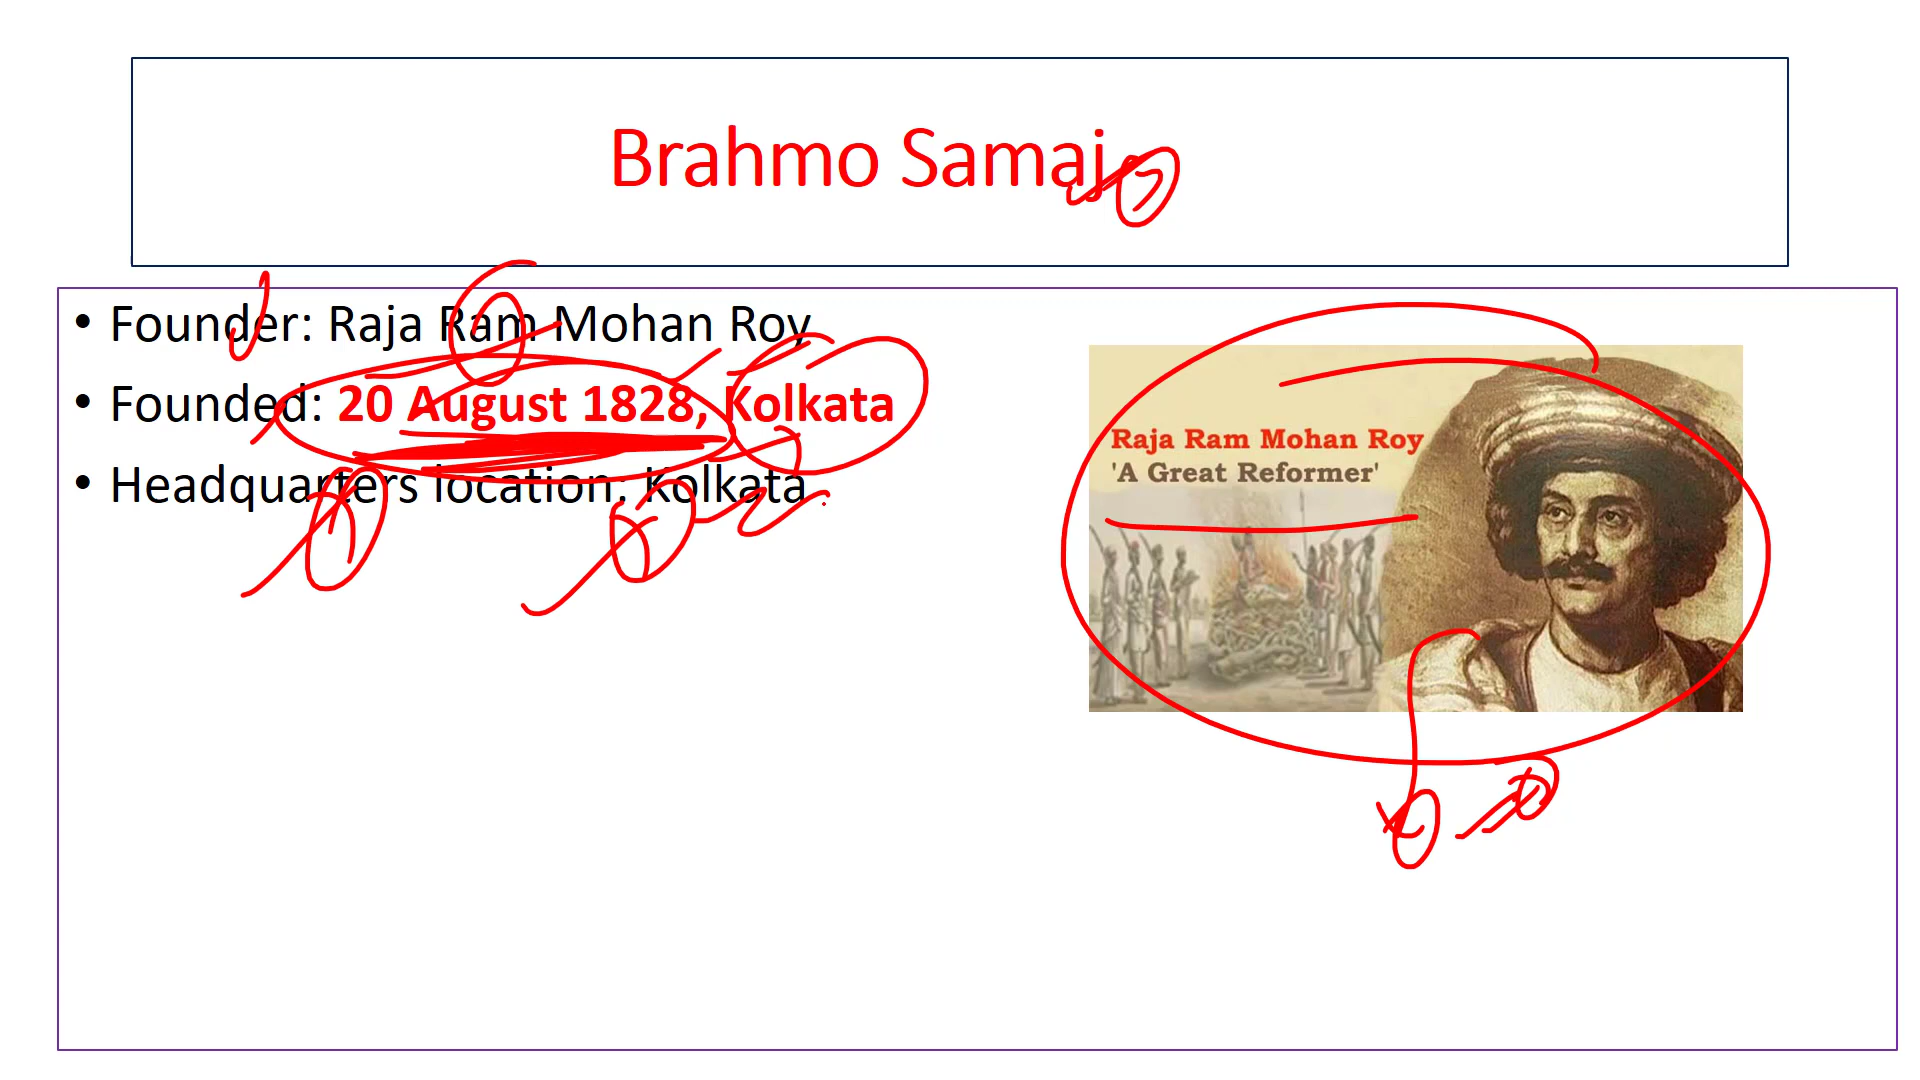 Brahmo Samaj
• Founder: Raja Ram Mohan Roy
• Founded: 20 August 1828, Kolkata
• Headquarters location: Kolkata
Raja Ram Mohan Roy
'A Great Reformer'